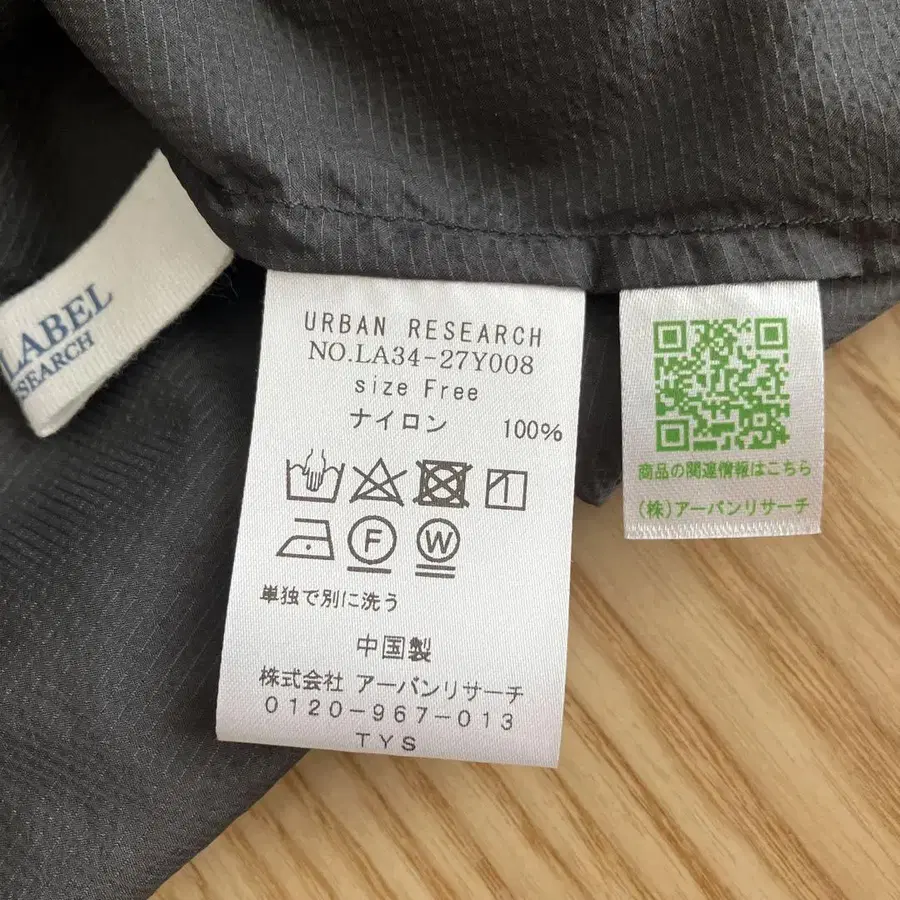 LABEL
SEARCH
URBAN RESEARCH
NO.LA34-27Y008
size Free
ナイロン 100%
F W
単独で別に洗う
中国製
株式会社 アーバンリサーチ
0120-967-013
TYS
商品の関連情報はこちら
(株)アーバンリサーチ